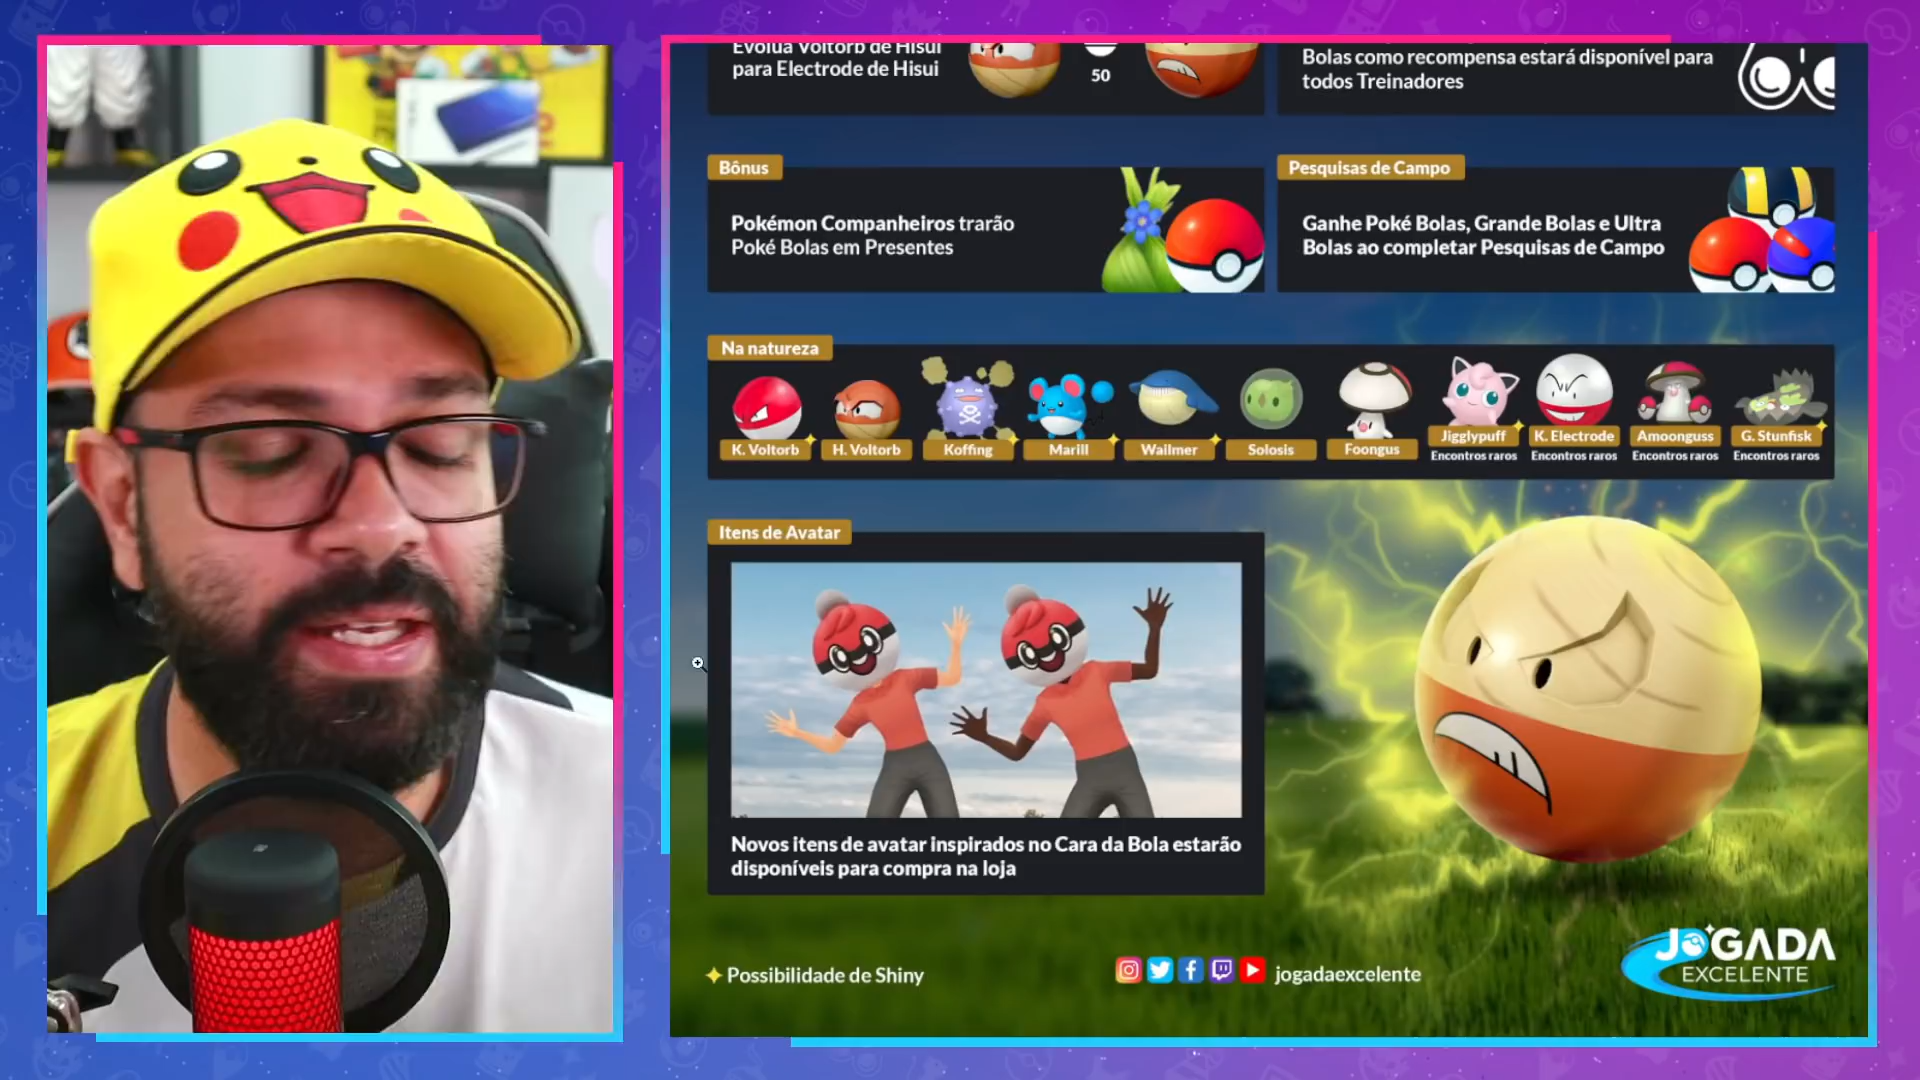 Evolua Voltorb de Hisui
para Electrode de Hisui
50
Bolas como recompensa estará disponível para
todos Treinadores
Bônus
Pokémon Companheiros trarão
Poké Bolas em Presentes
Pesquisas de Campo
Ganhe Poké Bolas, Grande Bolas e Ultra
Bolas ao completar Pesquisas de Campo
Na natureza
K. Voltorb
H. Voltorb
Koffing
Marill
Wailmer
Solosis
Foongus
Jigglypuff
Encontros raros
K. Electrode
Encontros raros
Amoonguss
Encontros raros
G. Stunfisk
Encontros raros
Itens de Avatar
Novos itens de avatar inspirados no Cara da Bola estarão
disponíveis para compra na loja
Possibilidade de Shiny
jogadaexcelente
JOGADA
EXCELENTE